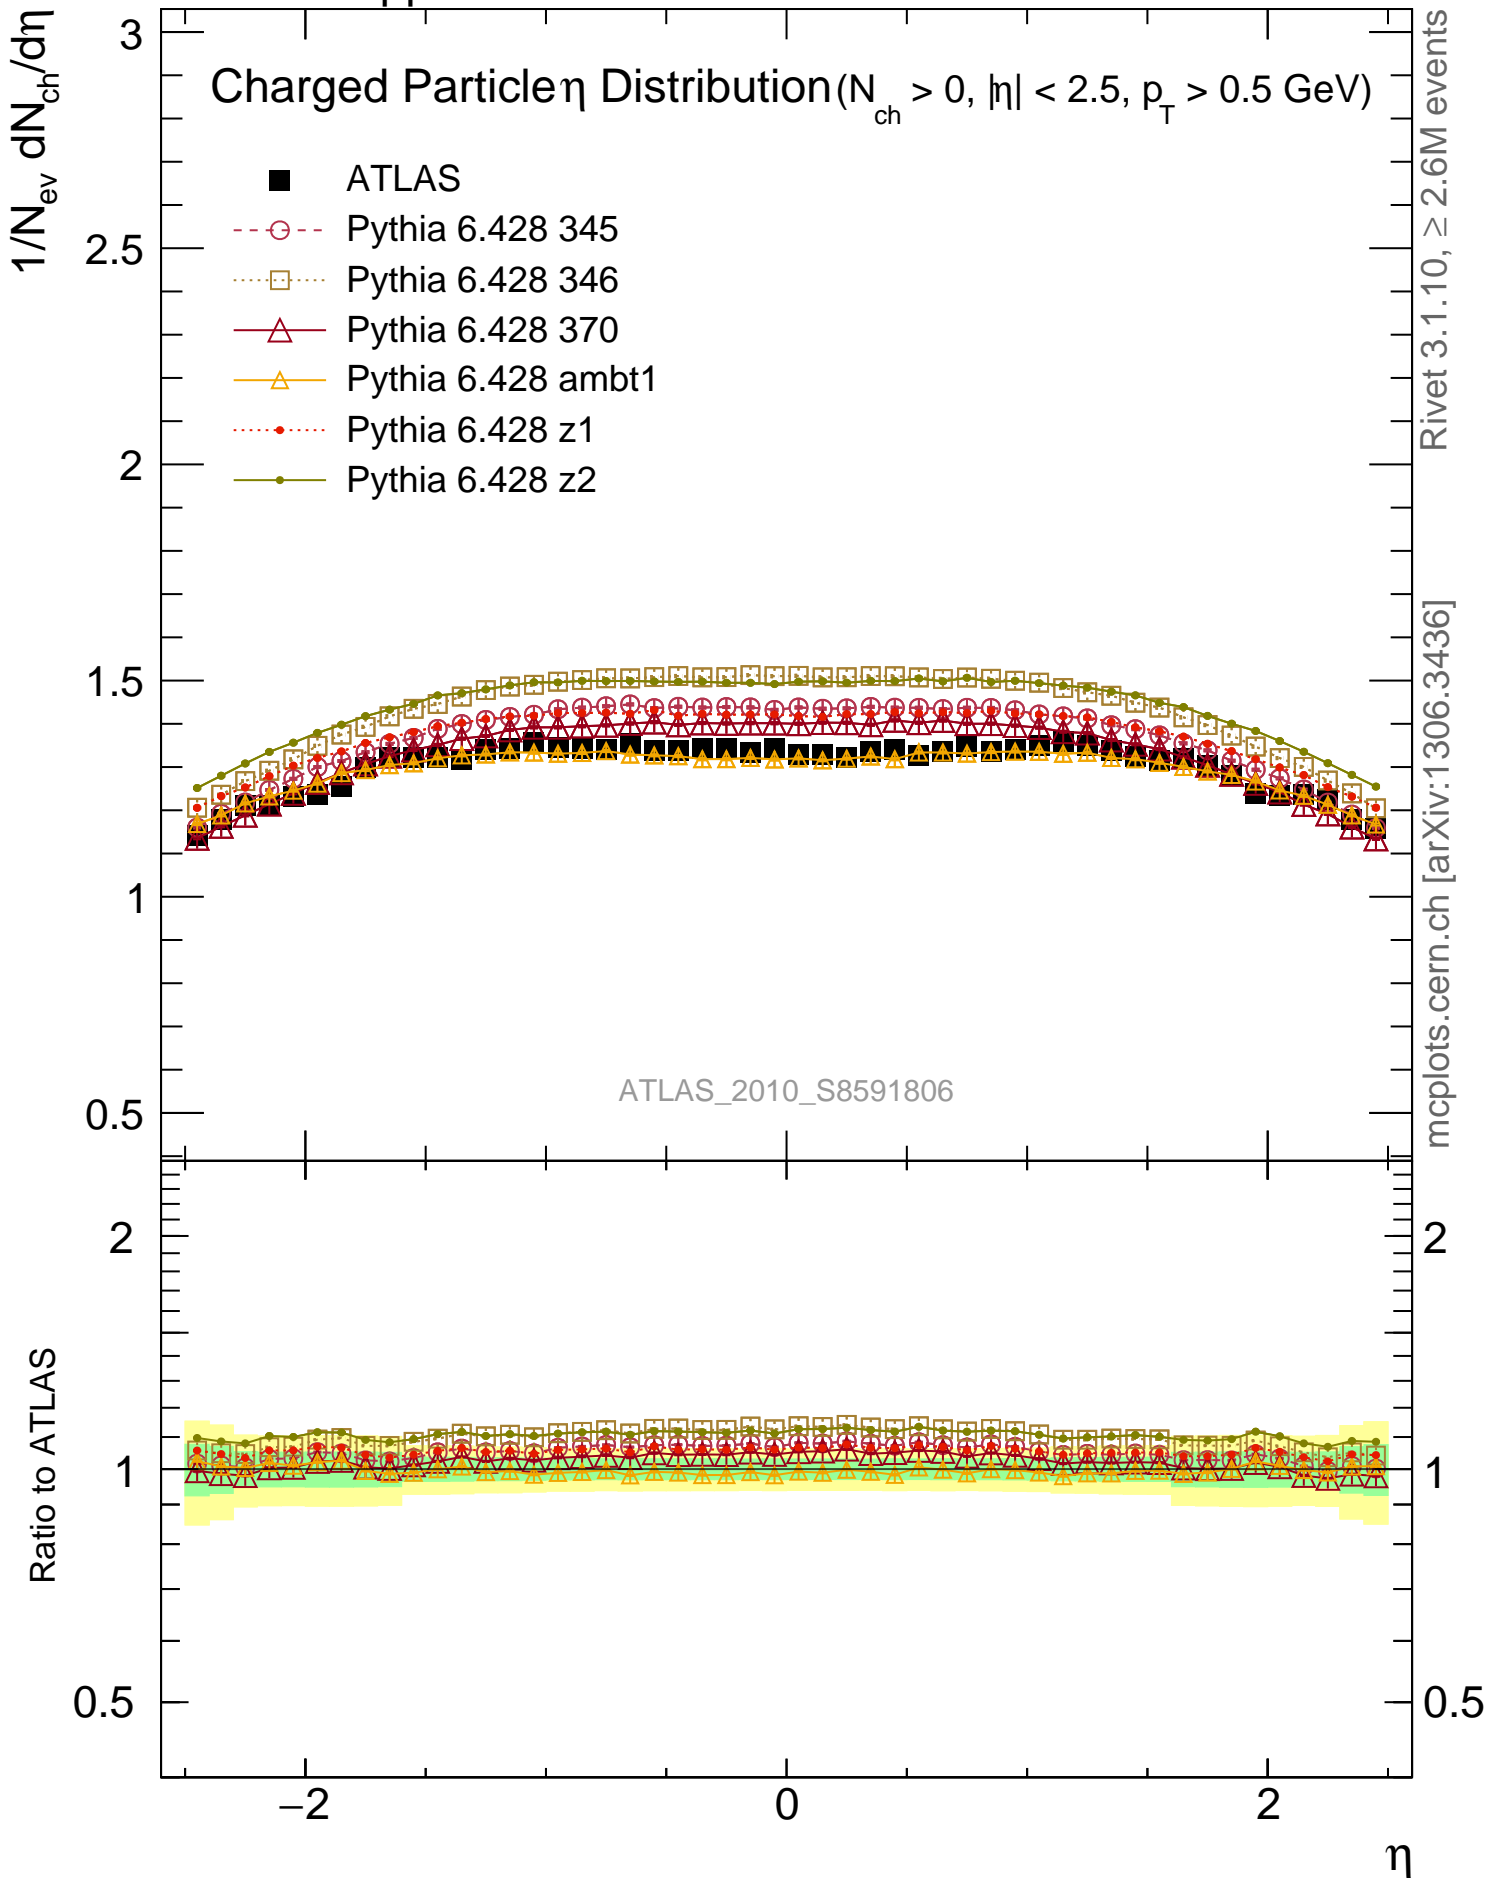 pp
Charged Particle η Distribution (N_ch > 0, |η| < 2.5, p_T > 0.5 GeV)
1/N_ev dN_ch/dη
ATLAS
Pythia 6.428 345
Pythia 6.428 346
Pythia 6.428 370
Pythia 6.428 ambt1
Pythia 6.428 z1
Pythia 6.428 z2
3
2.5
2
1.5
1
0.5
ATLAS_2010_S8591806
Rivet 3.1.10, ≥ 2.6M events
mcplots.cern.ch [arXiv:1306.3436]
Ratio to ATLAS
2
1
0.5
2
1
0.5
−2
0
2
η